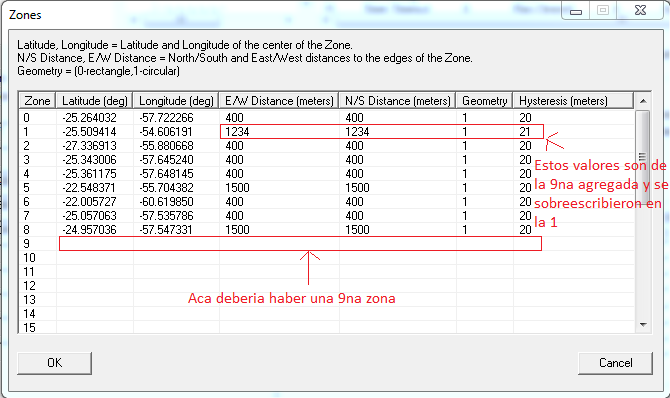 Zones
Latitude, Longitude = Latitude and Longitude of the center of the Zone.
N/S Distance, E/W Distance = North/South and East/West distances to the edges of the Zone.
Geometry = (0-rectangle,1-circular)
Zone Latitude (deg) Longitude (deg) E/W Distance (meters) N/S Distance (meters) Geometry Hysteresis (meters)
0 -25.264032 -57.722266 400 400 1 20
1 -25.509414 -54.606191 1234 1234 1 21
2 -27.336913 -55.880668 400 400 1 20
3 -25.343006 -57.645240 400 400 1 20
4 -25.361175 -57.648145 400 400 1 20
5 -22.548371 -55.704382 1500 1500 1 20
6 -22.005727 -60.619850 400 400 1 20
7 -25.057063 -57.535786 400 400 1 20
8 -24.957036 -57.547331 1500 1500 1 20
9
10
11
12
13
14
15
Estos valores son de
la 9na agregada y se
sobreescribieron en
la 1
Aca deberia haber una 9na zona
OK Cancel